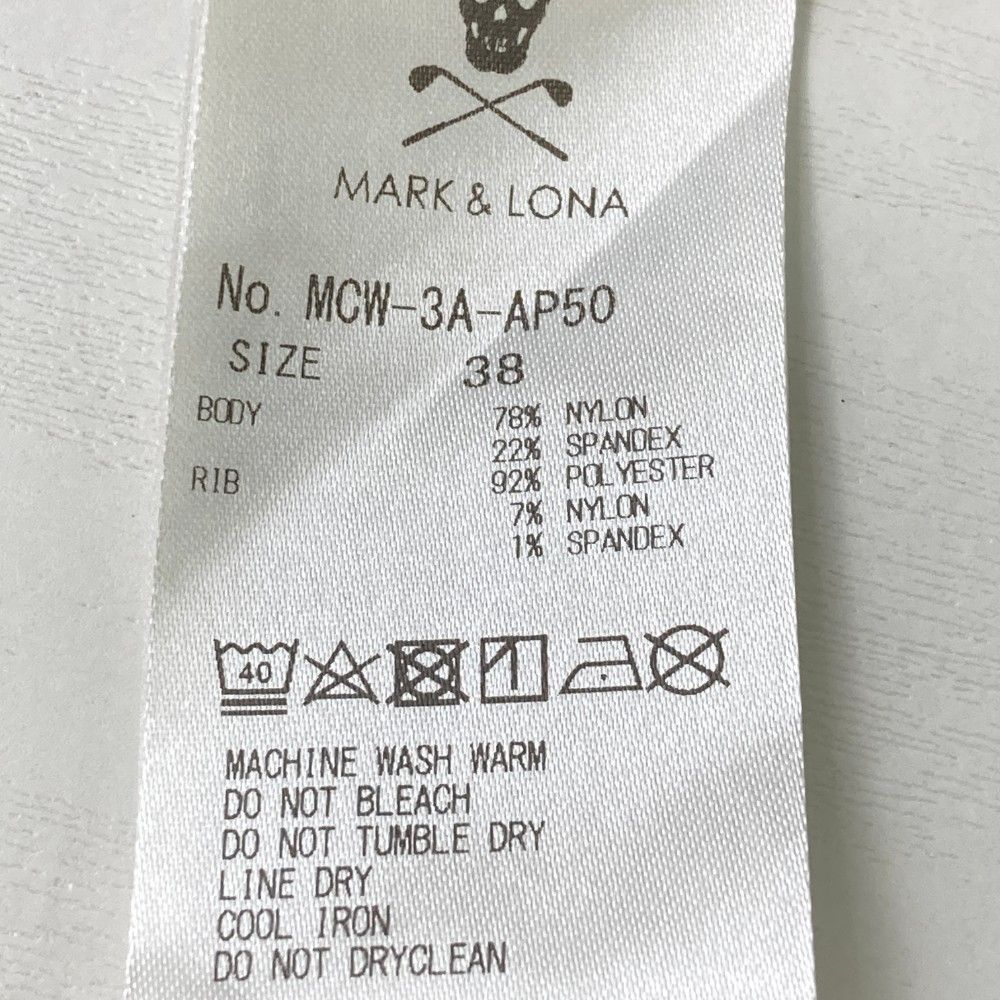 MARK & LONA
No. MCW-3A-AP50
SIZE 38
BODY 78% NYLON
22% SPANDEX
RIB 92% POLYESTER
7% NYLON
1% SPANDEX
40
MACHINE WASH WARM
DO NOT BLEACH
DO NOT TUMBLE DRY
LINE DRY
COOL IRON
DO NOT DRYCLEAN